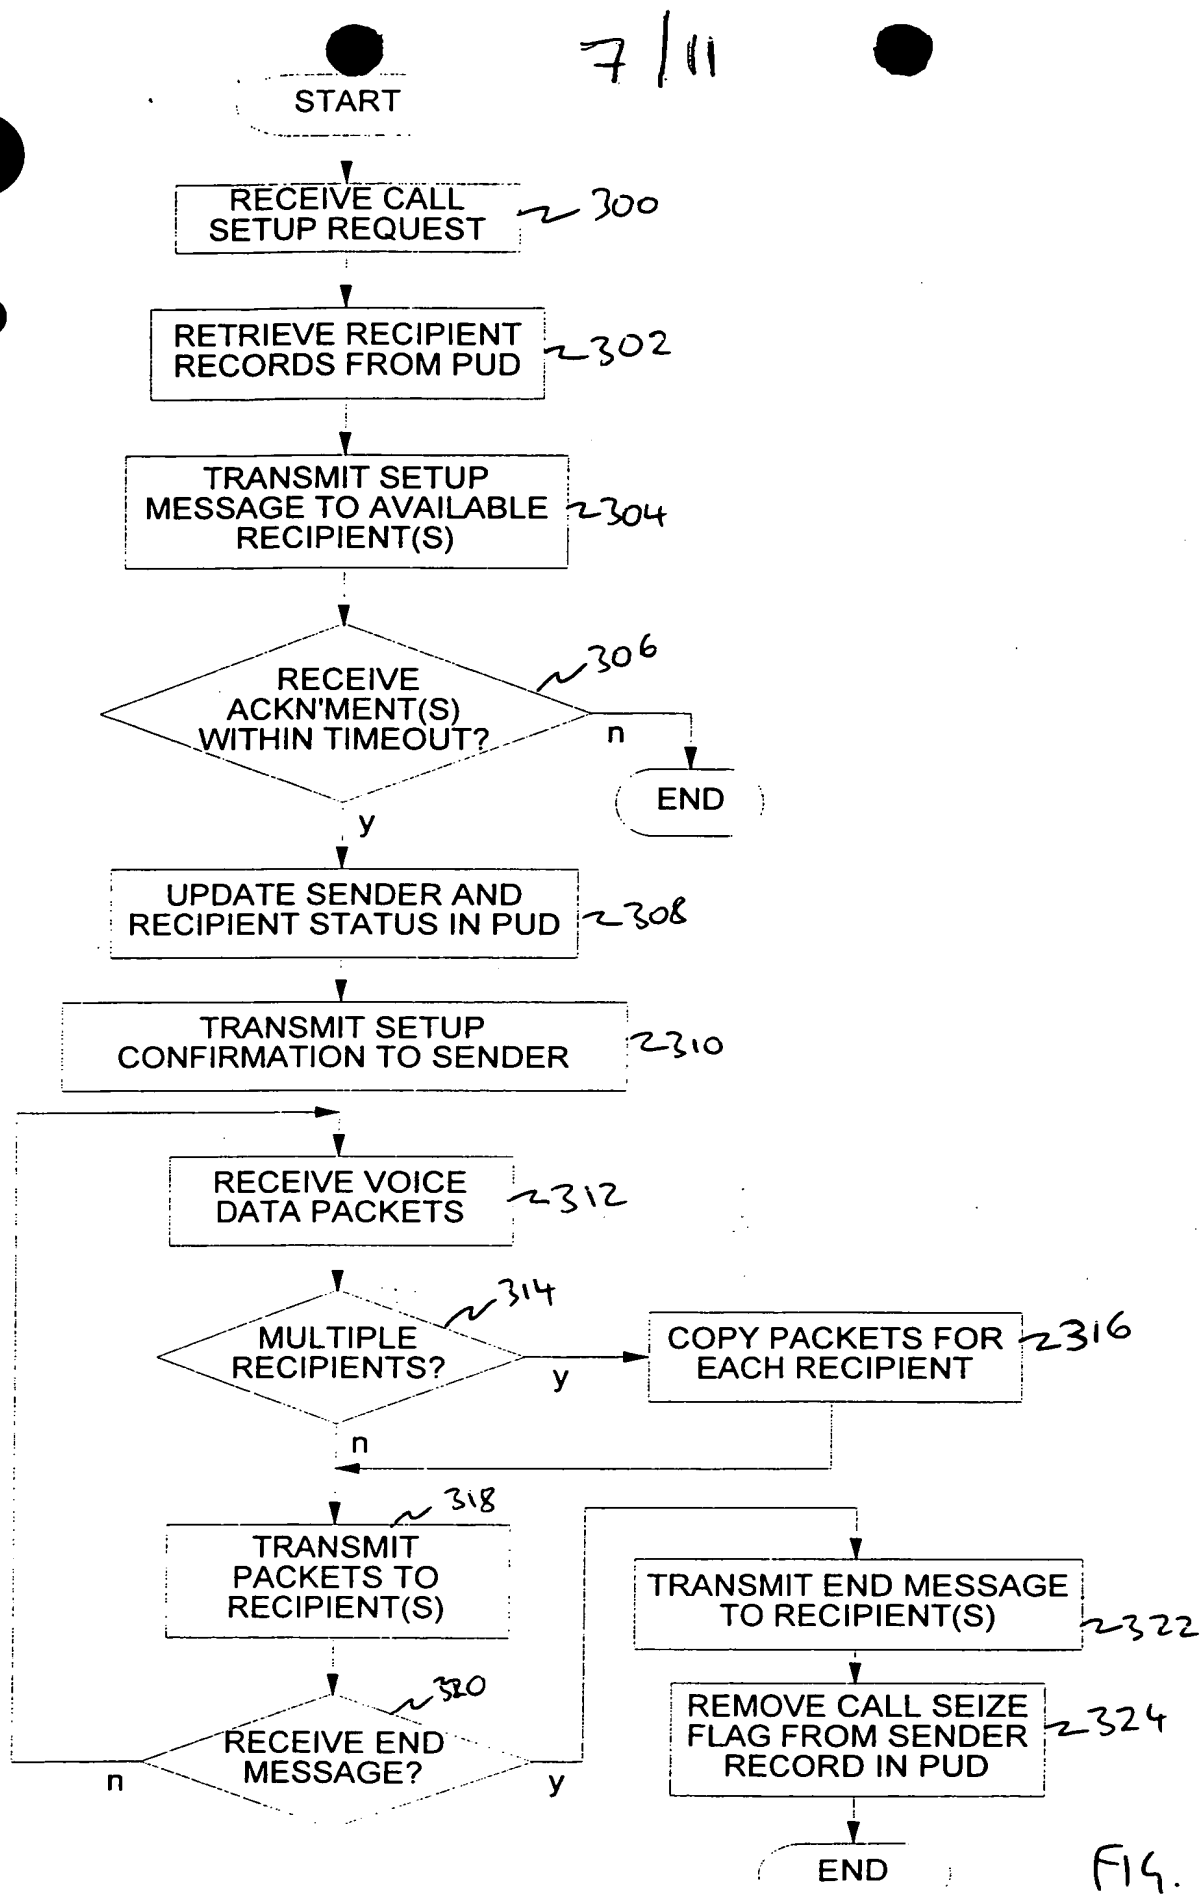 7/11
START
RECEIVE CALL
SETUP REQUEST
300
RETRIEVE RECIPIENT
RECORDS FROM PUD
302
TRANSMIT SETUP
MESSAGE TO AVAILABLE
RECIPIENT(S)
304
306
RECEIVE
ACKN'MENT(S)
WITHIN TIMEOUT?
n
END
y
UPDATE SENDER AND
RECIPIENT STATUS IN PUD
308
TRANSMIT SETUP
CONFIRMATION TO SENDER
310
RECEIVE VOICE
DATA PACKETS
312
314
MULTIPLE
RECIPIENTS?
y
COPY PACKETS FOR
EACH RECIPIENT
316
n
318
TRANSMIT
PACKETS TO
RECIPIENT(S)
TRANSMIT END MESSAGE
TO RECIPIENT(S)
322
320
RECEIVE END
MESSAGE?
n
y
REMOVE CALL SEIZE
FLAG FROM SENDER
RECORD IN PUD
324
END
FIG.